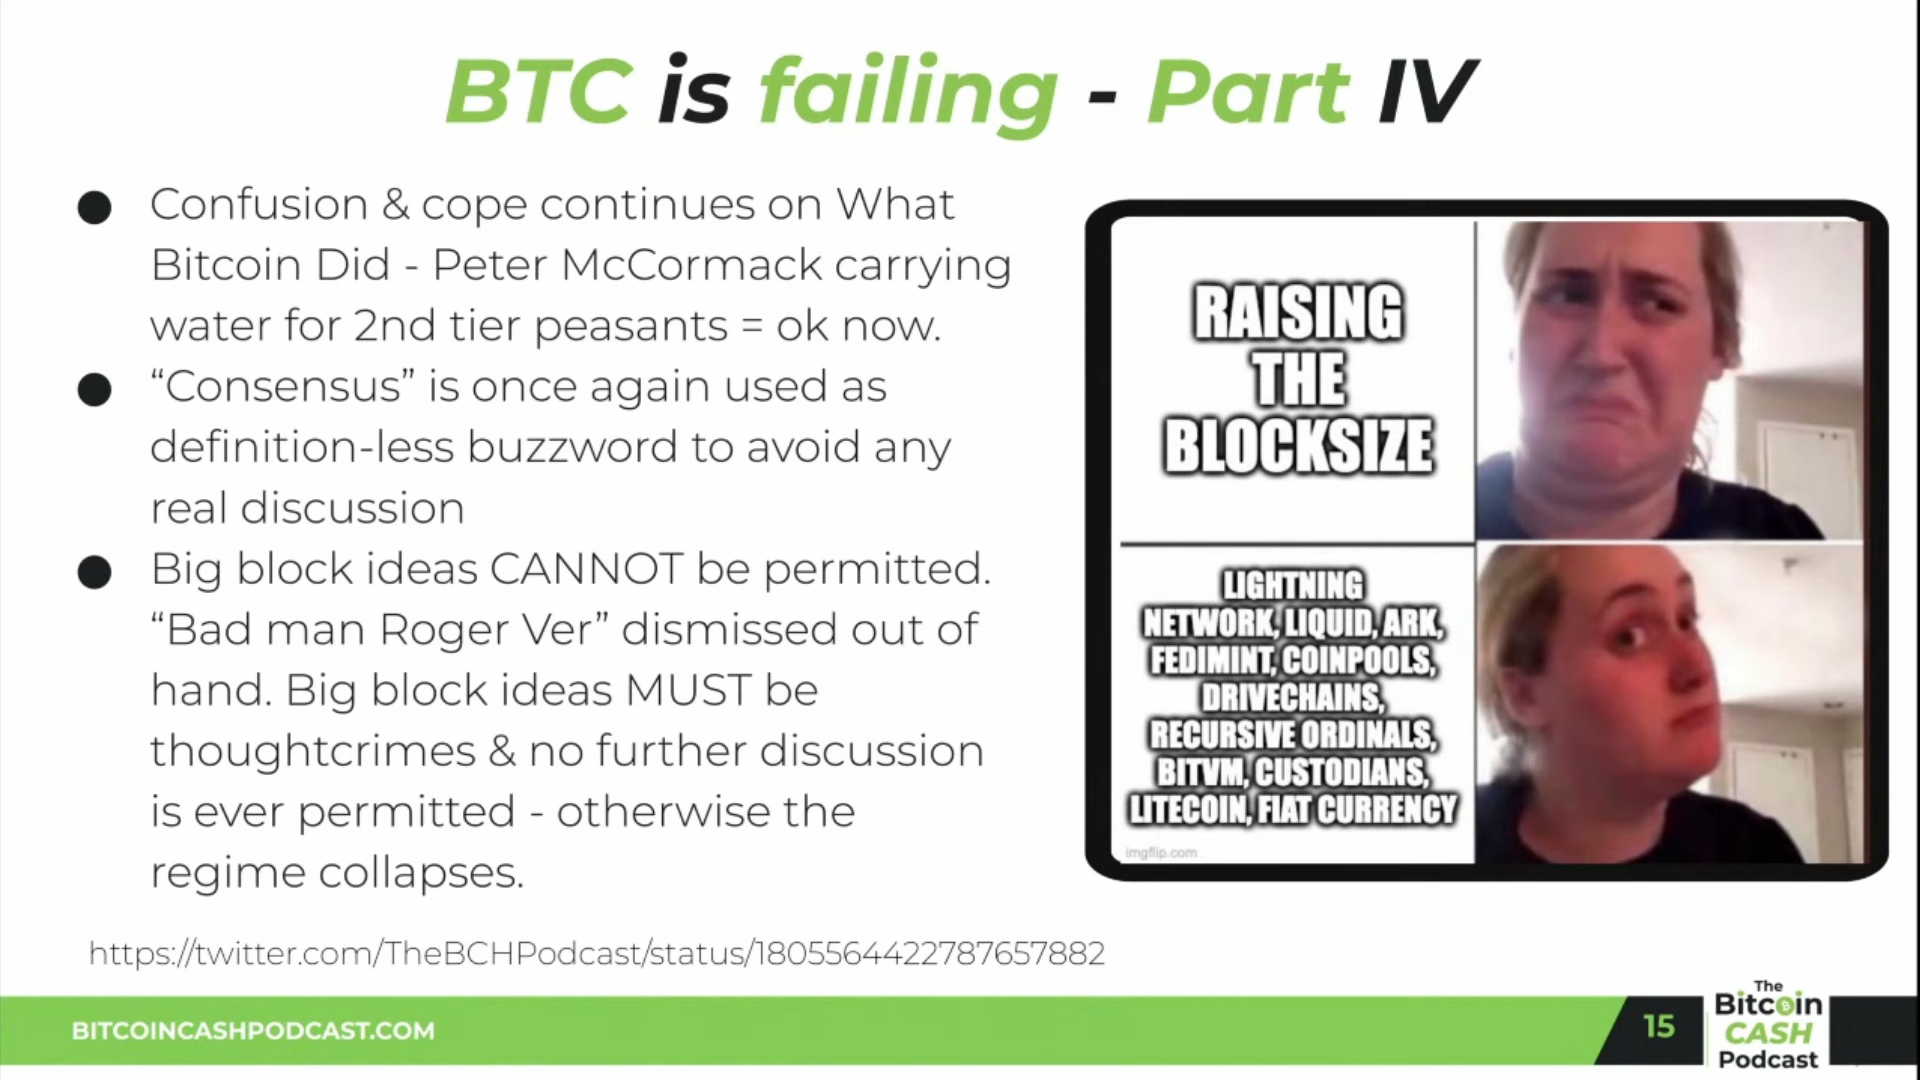 BTC is failing - Part IV
● Confusion & cope continues on What
Bitcoin Did - Peter McCormack carrying
water for 2nd tier peasants = ok now.
● “Consensus” is once again used as
definition-less buzzword to avoid any
real discussion
● Big block ideas CANNOT be permitted.
“Bad man Roger Ver” dismissed out of
hand. Big block ideas MUST be
thoughtcrimes & no further discussion
is ever permitted - otherwise the
regime collapses.
https://twitter.com/TheBCHPodcast/status/1805564422787657882
RAISING
THE
BLOCKSIZE
LIGHTNING
NETWORK, LIQUID, ARK,
FEDIMINT, COINPOOLS,
DRIVECHAINS,
RECURSIVE ORDINALS,
BITVM, CUSTODIANS,
LITECOIN, FIAT CURRENCY
imgflip.com
BITCOINCASHPODCAST.COM
15
The
Bitcoin
CASH
Podcast